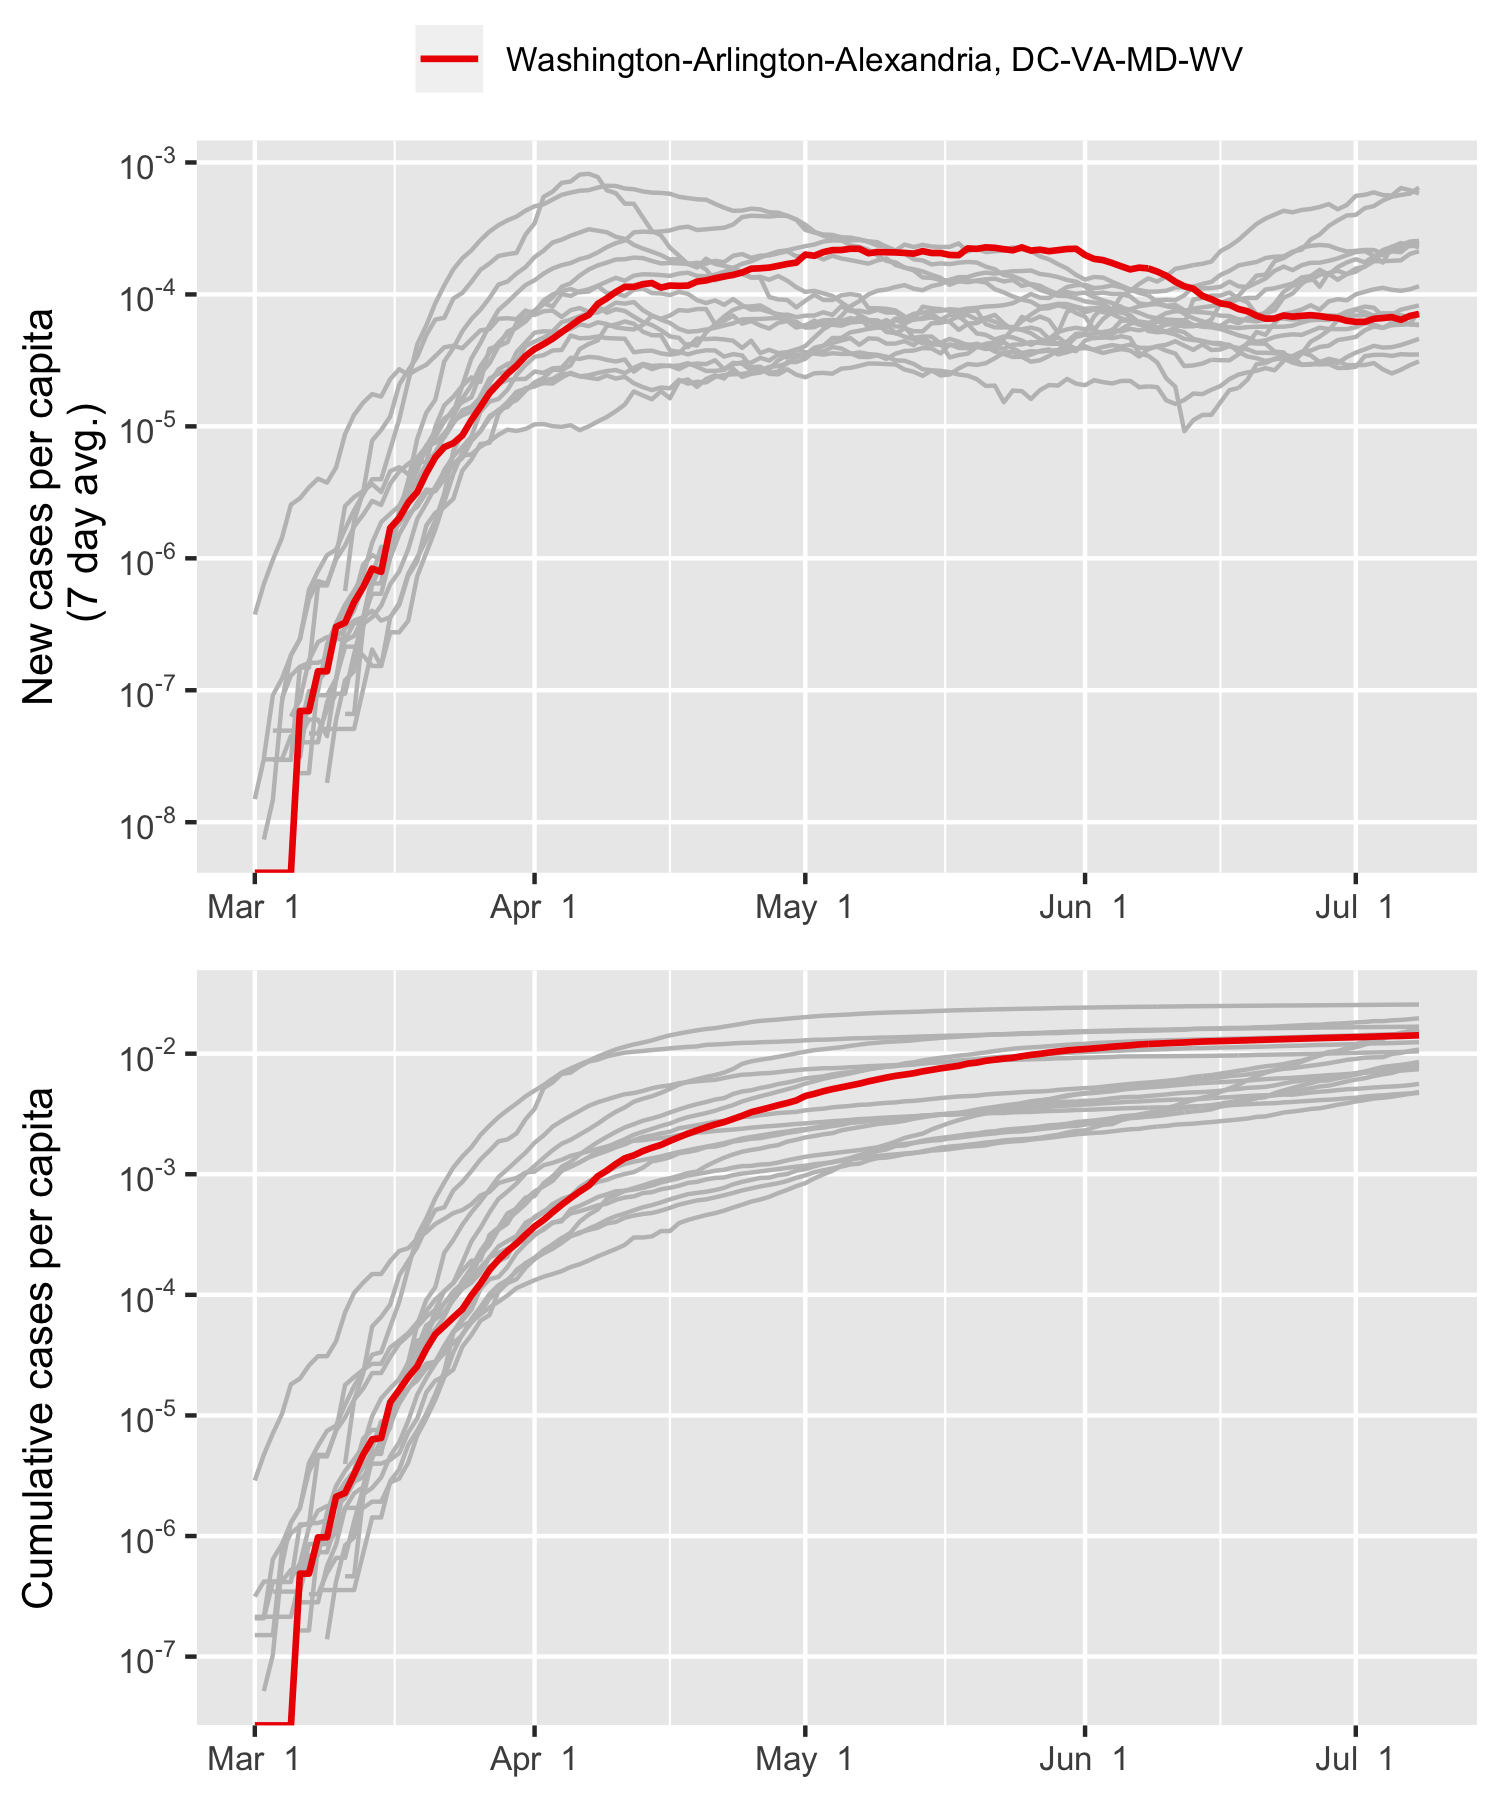 Washington-Arlington-Alexandria, DC-VA-MD-WV
New cases per capita
(7 day avg.)
10⁻³
10⁻⁴
10⁻⁵
10⁻⁶
10⁻⁷
10⁻⁸
Mar 1 Apr 1 May 1 Jun 1 Jul 1
Cumulative cases per capita
10⁻²
10⁻³
10⁻⁴
10⁻⁵
10⁻⁶
10⁻⁷
Mar 1 Apr 1 May 1 Jun 1 Jul 1